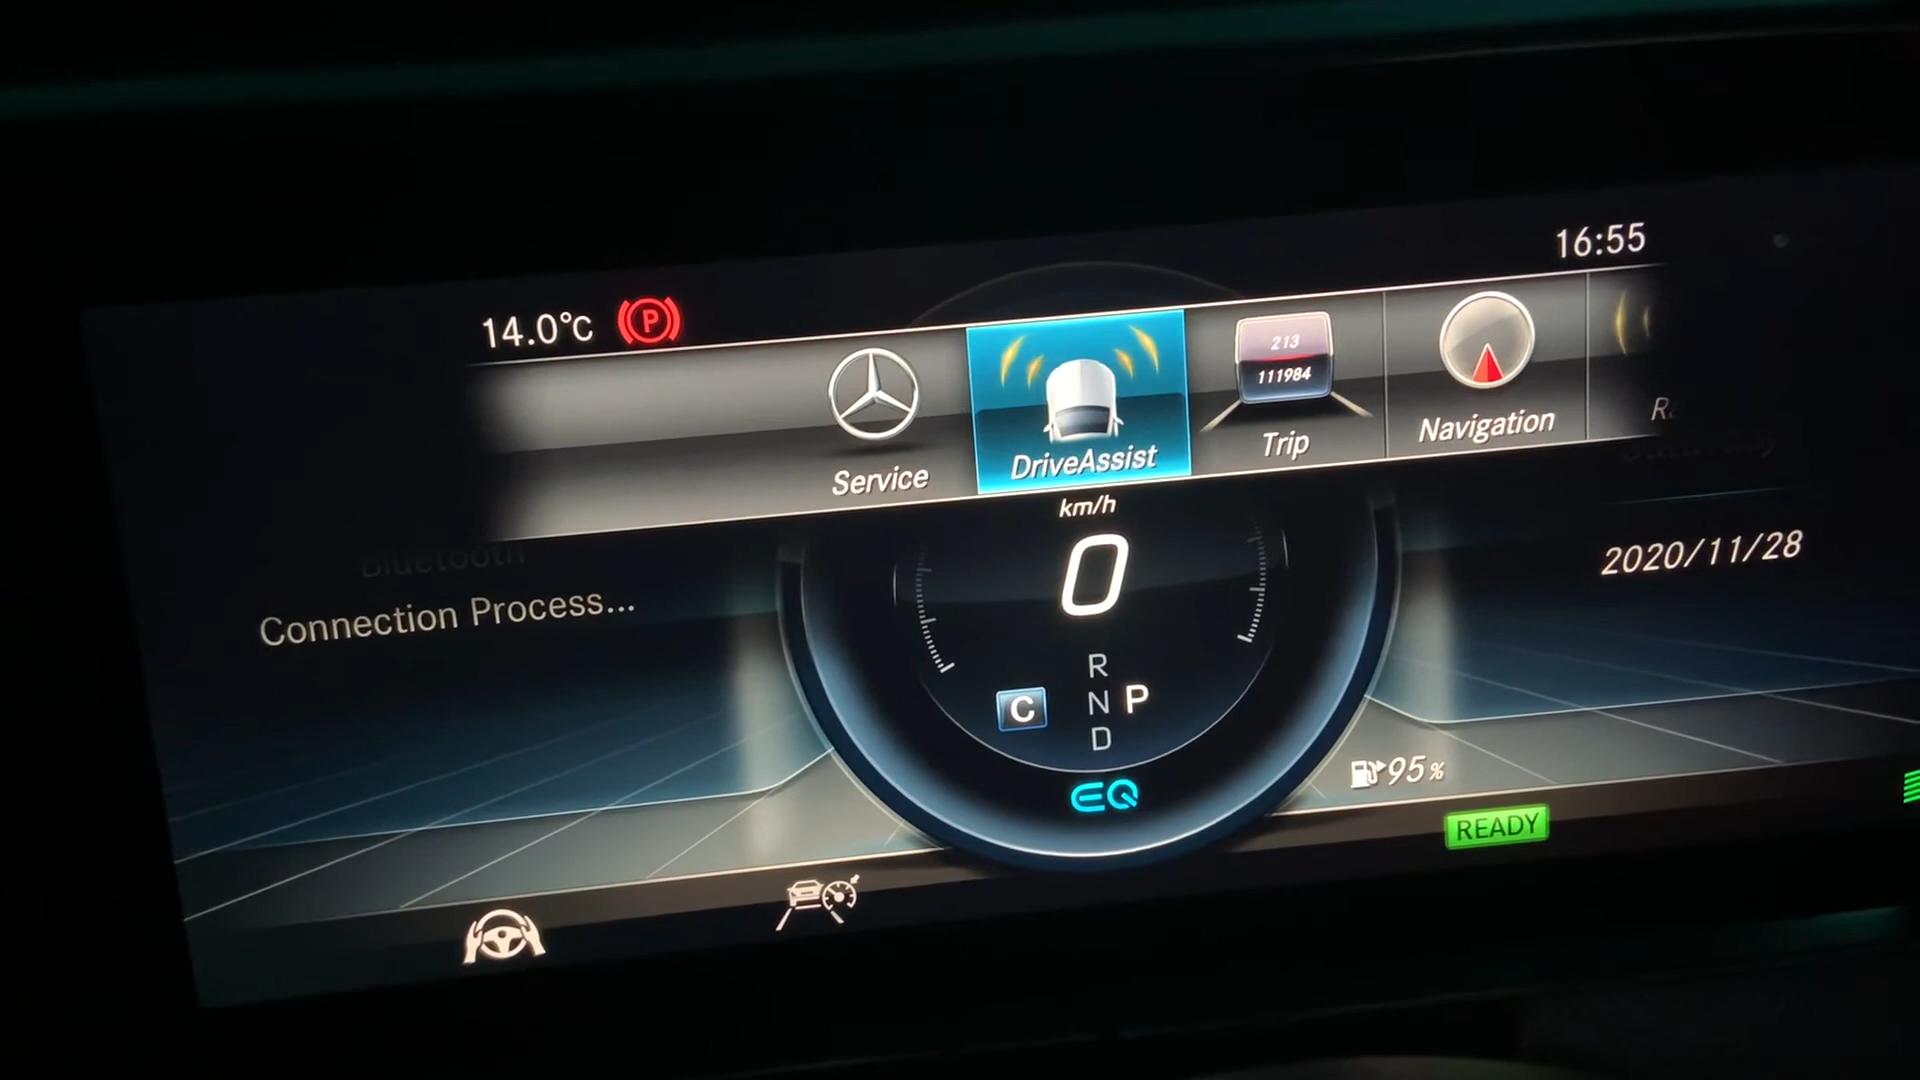 16:55
14.0°C
P
213
111984
Service
DriveAssist
Trip
Navigation
km/h
0
Bluetooth
Connection Process...
2020/11/28
R
C
N P
D
95%
EQ
READY